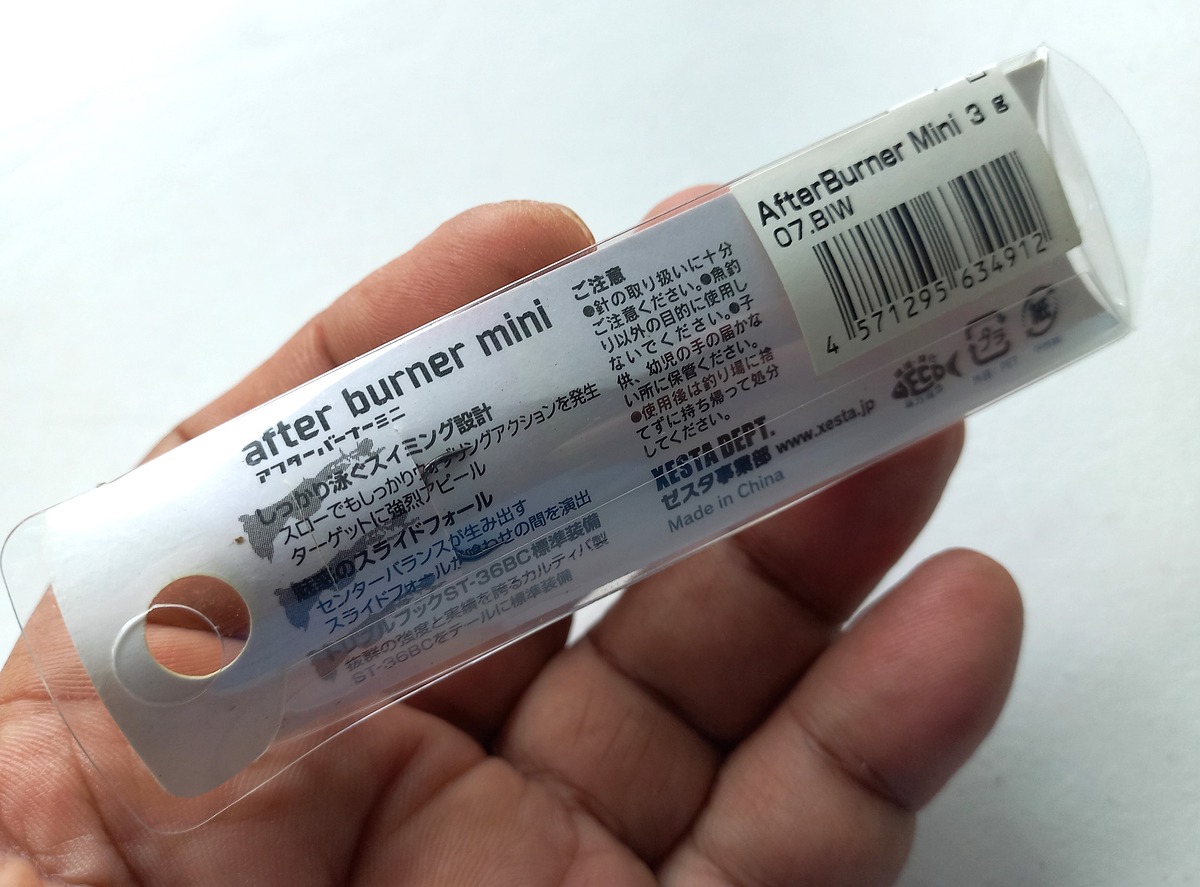 after burner mini
アフターバーナーミニ
しっかり泳ぐスイミング設計
スローでもしっかりウォブリングアクションを発生
ターゲットに強烈アピール
のスライドフォール
センターバランスが生み出す
スライドフォールが喰わせの間を演出
トリプルフックST-36BC標準装備
抜群の強度と実績を誇るカルティバ製
ST-36BCをテールに標準装備
ご注意
●針の取り扱いに十分
ご注意ください。●魚釣
り以外の目的に使用し
ないでください。●子
供、幼児の手の届かな
い所に保管ください。
●使用後は釣り場に捨
てずに持ち帰って処分
してください。
XESTA DEPT.
ゼスタ事業部 www.xesta.jp
Made in China
AfterBurner Mini 3 g
07.BIW
4 571295 634912
ECO
プラ
外装：PET
紙